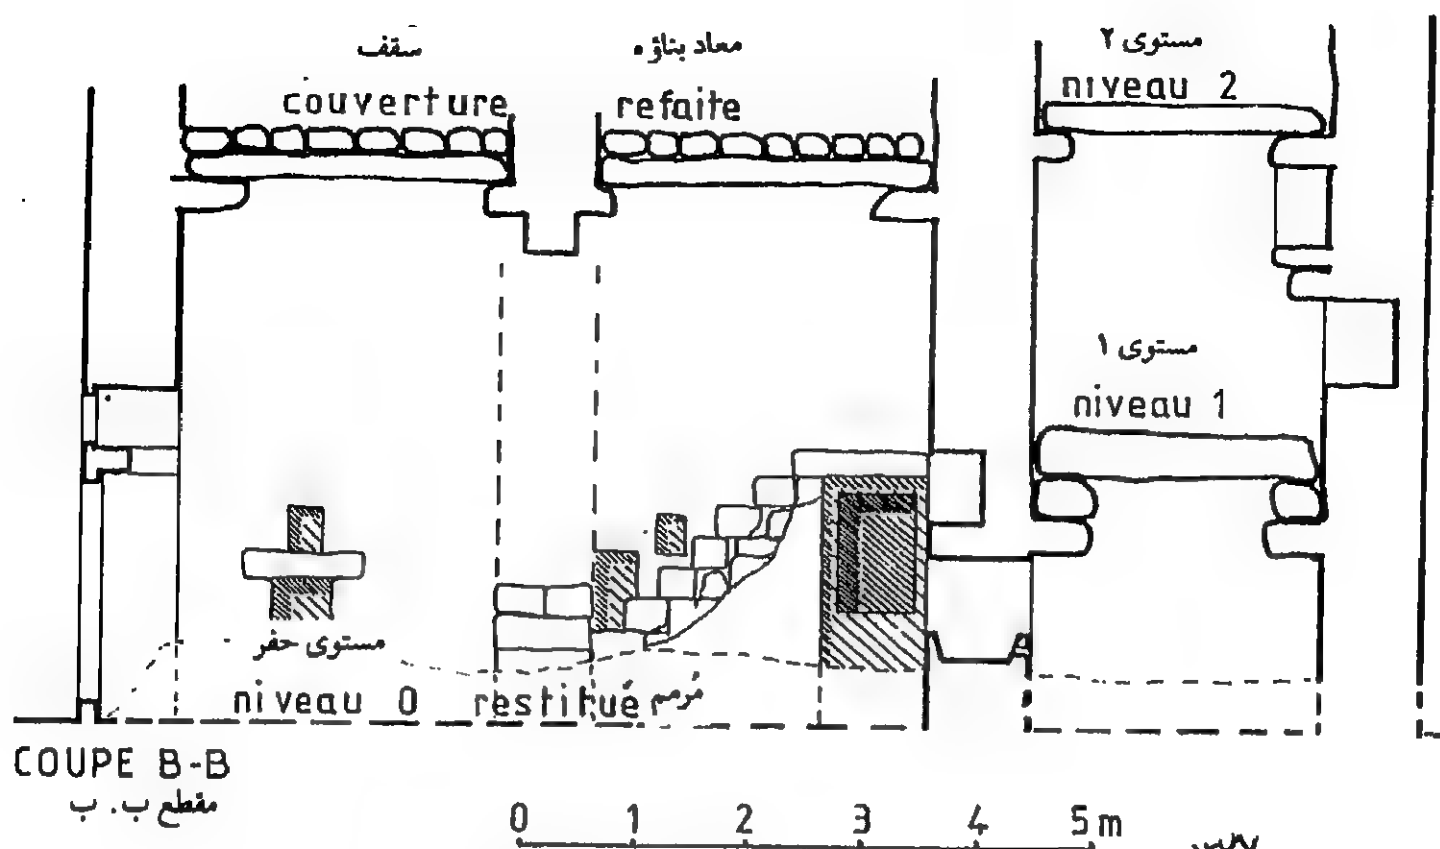 سقف
معاد بناؤه
couverture refaite
مستوى ٢
niveau 2
مستوى ١
niveau 1
مستوى حفر
niveau 0 restitué مُرمم
COUPE B-B
مقطع ب. ب
0 1 2 3 4 5 m